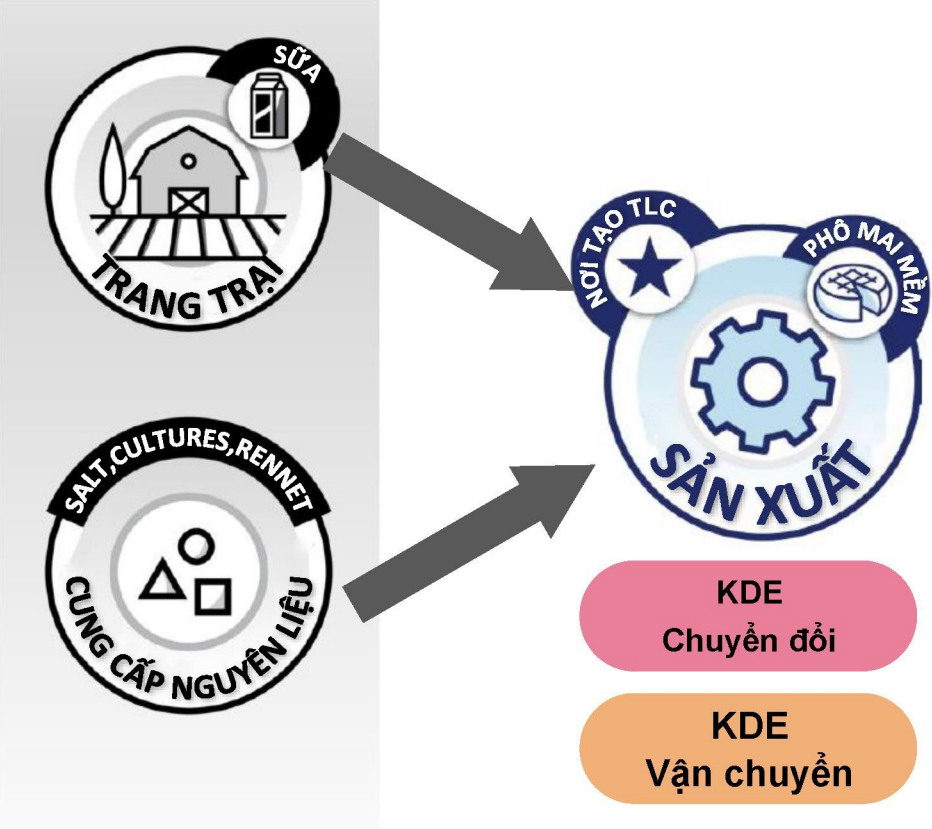 SỮA
TRANG TRẠI
SALT,CULTURES,RENNET
CUNG CẤP NGUYÊN LIỆU
NƠI TẠO TLC
PHÔ MAI MỀM
SẢN XUẤT
KDE
Chuyển đổi
KDE
Vận chuyển